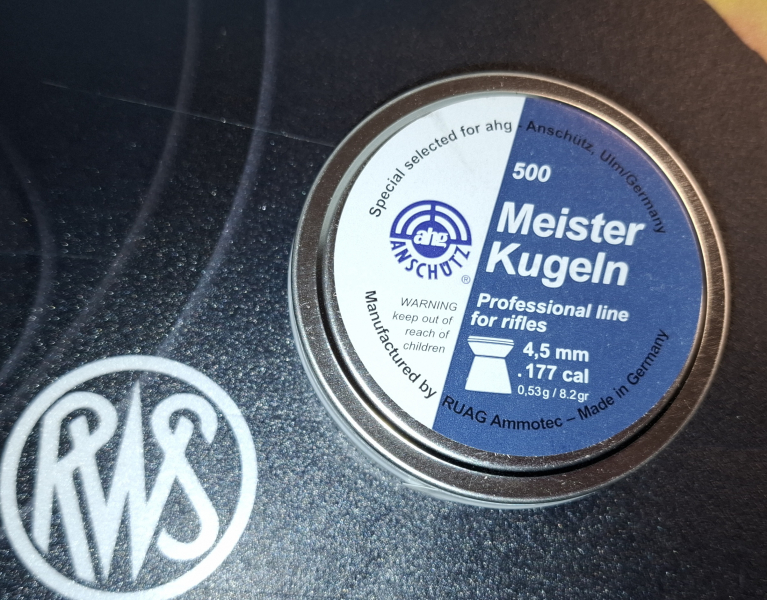 Special selected for ahg - Anschütz, Ulm/Germany
500
Meister
Kugeln
ahg
ANSCHÜTZ
®
Professional line
for rifles
WARNING
keep out of
reach of
children
4,5 mm
.177 cal
0,53g / 8.2gr
Manufactured by RUAG Ammotec – Made in Germany
RWS